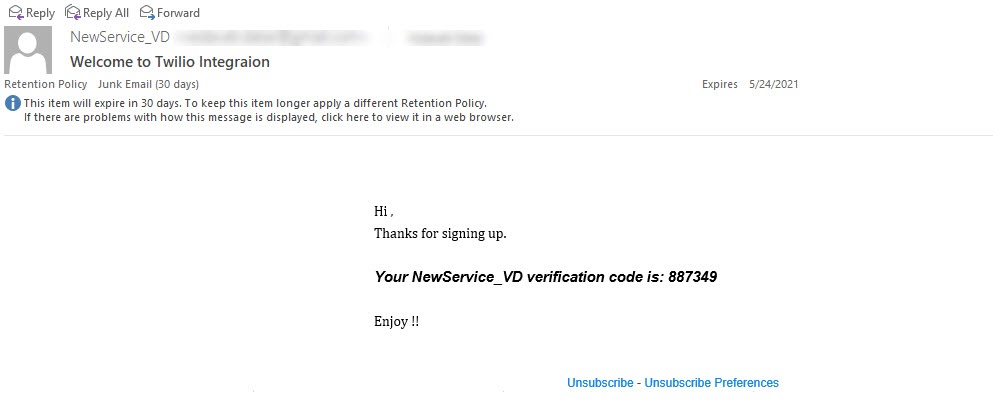 Reply Reply All Forward
NewService_VD
Welcome to Twilio Integraion
Retention Policy Junk Email (30 days) Expires 5/24/2021
This item will expire in 30 days. To keep this item longer apply a different Retention Policy.
If there are problems with how this message is displayed, click here to view it in a web browser.
Hi ,
Thanks for signing up.
Your NewService_VD verification code is: 887349
Enjoy !!
Unsubscribe - Unsubscribe Preferences